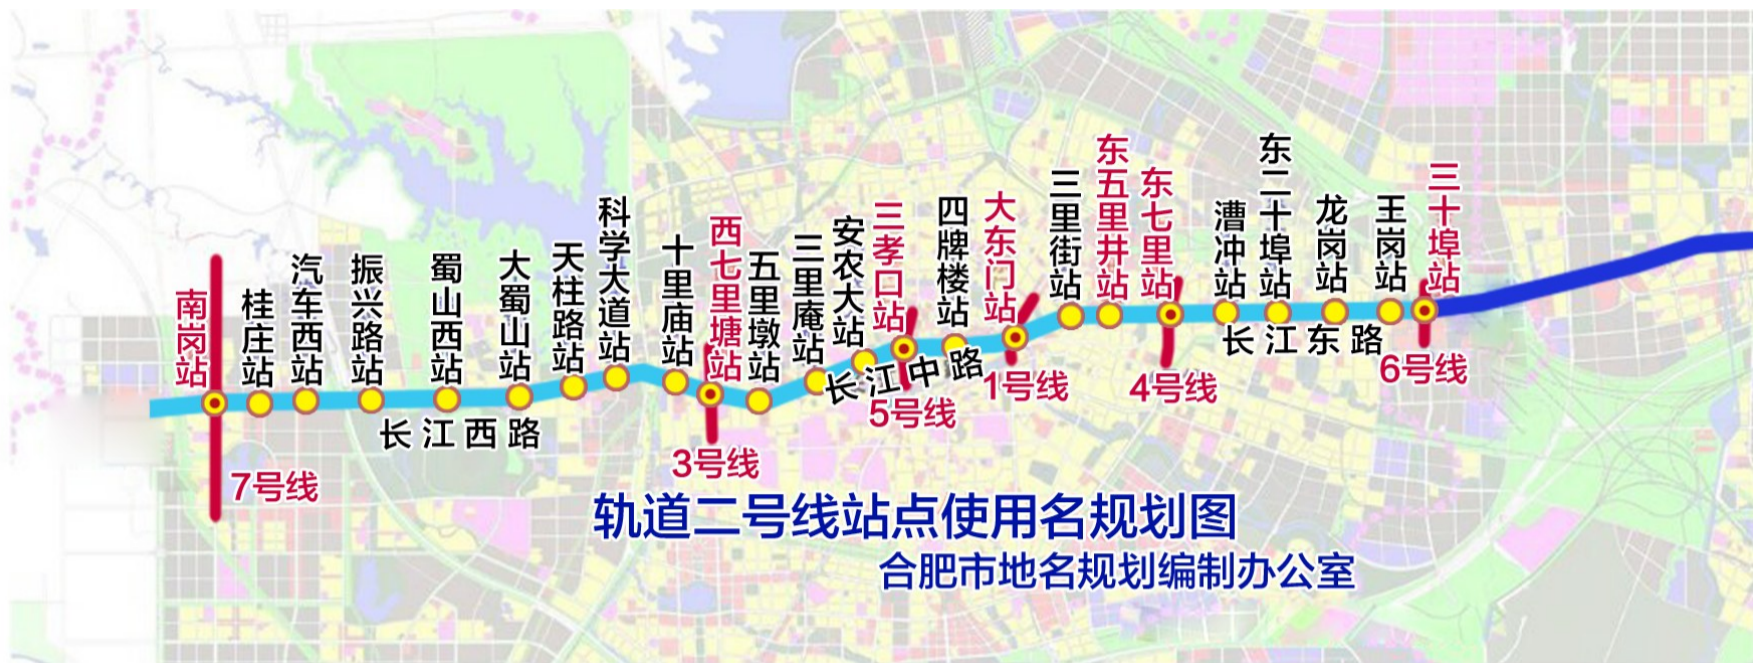 南岗站
桂庄站
汽车西站
振兴路站
蜀山西站
大蜀山站
天柱路站
科学大道站
十里庙站
西七里塘站
五里墩站
三里庵站
安农大站
三孝口站
四牌楼站
大东门站
三里街站
东五里井站
东七里站
漕冲站
东二十埠站
龙岗站
王岗站
三十埠站
长江西路
长江中路
长江东路
7号线
3号线
5号线
1号线
4号线
6号线
轨道二号线站点使用名规划图
合肥市地名规划编制办公室